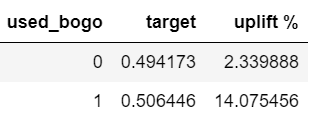 used_bogo target uplift %
0 0.494173 2.339888
1 0.506446 14.075456